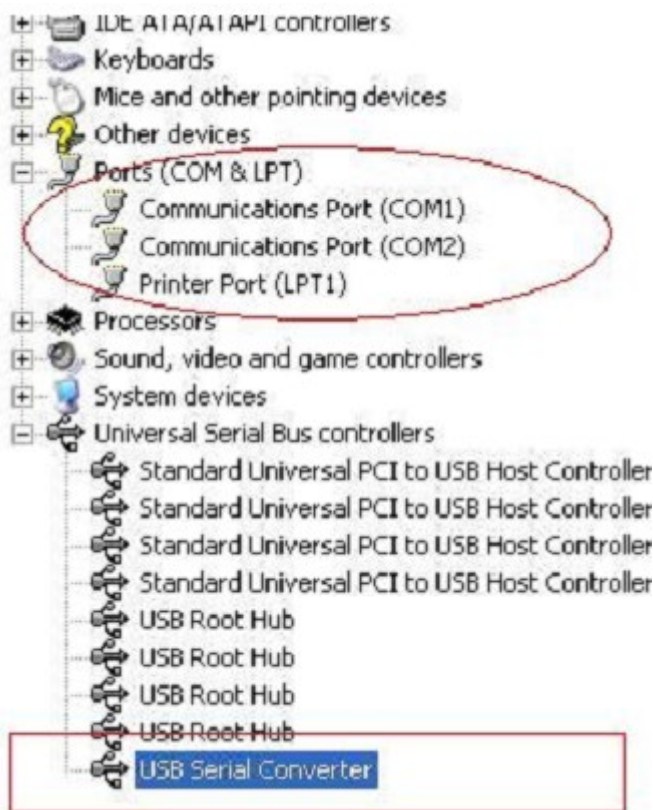 IDE ATA/ATAPI controllers
Keyboards
Mice and other pointing devices
Other devices
Ports (COM & LPT)
Communications Port (COM1)
Communications Port (COM2)
Printer Port (LPT1)
Processors
Sound, video and game controllers
System devices
Universal Serial Bus controllers
Standard Universal PCI to USB Host Controller
Standard Universal PCI to USB Host Controller
Standard Universal PCI to USB Host Controller
Standard Universal PCI to USB Host Controller
USB Root Hub
USB Root Hub
USB Root Hub
USB Root Hub
USB Serial Converter